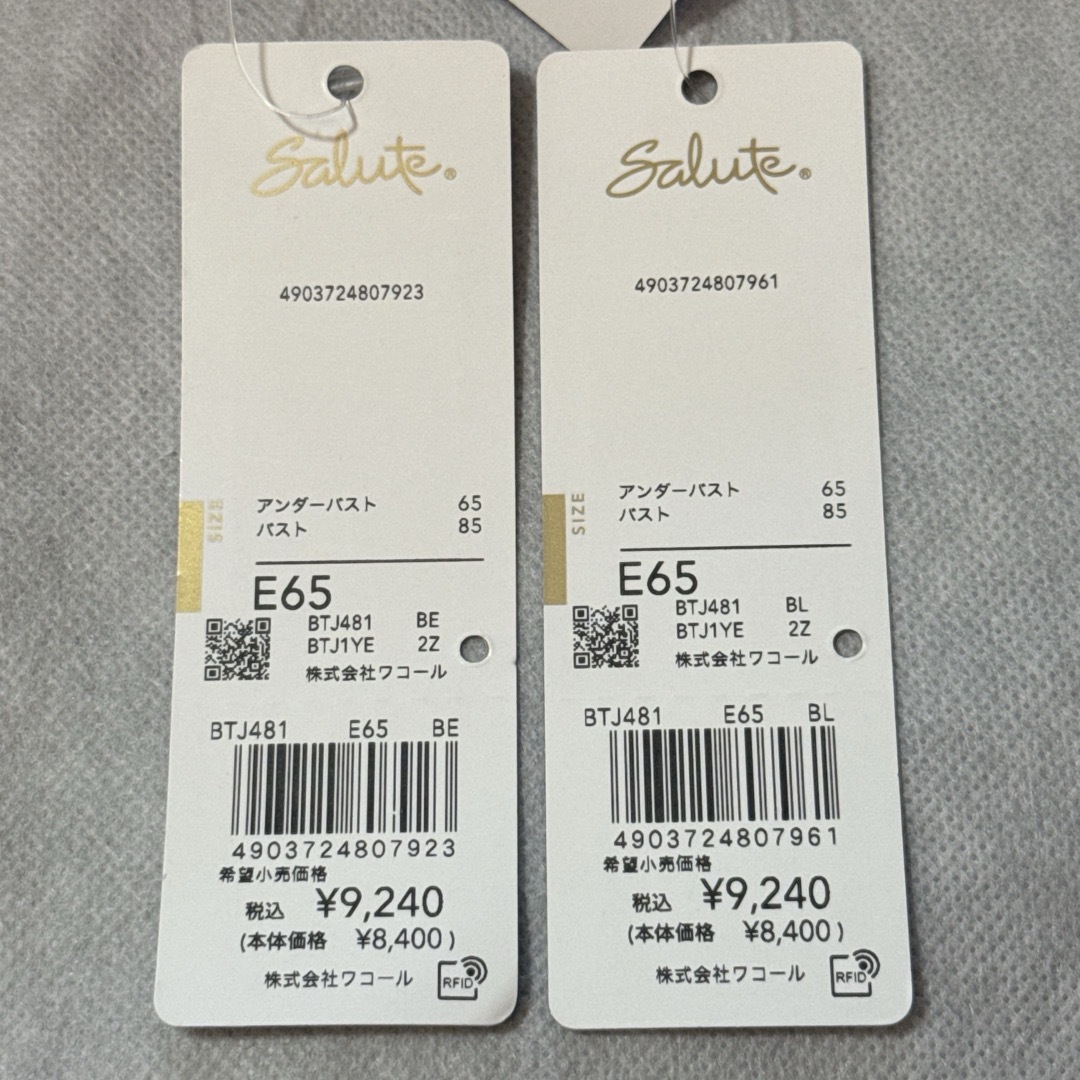 Salute®
4903724807923
アンダーバスト 65
バスト 85
SIZE
E65
BTJ481 BE
BTJ1YE 2Z
株式会社ワコール
BTJ481 E65 BE
4903724807923
希望小売価格
税込 ¥9,240
(本体価格 ¥8,400)
株式会社ワコール
RFID
Salute®
4903724807961
アンダーバスト 65
バスト 85
SIZE
E65
BTJ481 BL
BTJ1YE 2Z
株式会社ワコール
BTJ481 E65 BL
4903724807961
希望小売価格
税込 ¥9,240
(本体価格 ¥8,400)
株式会社ワコール
RFID